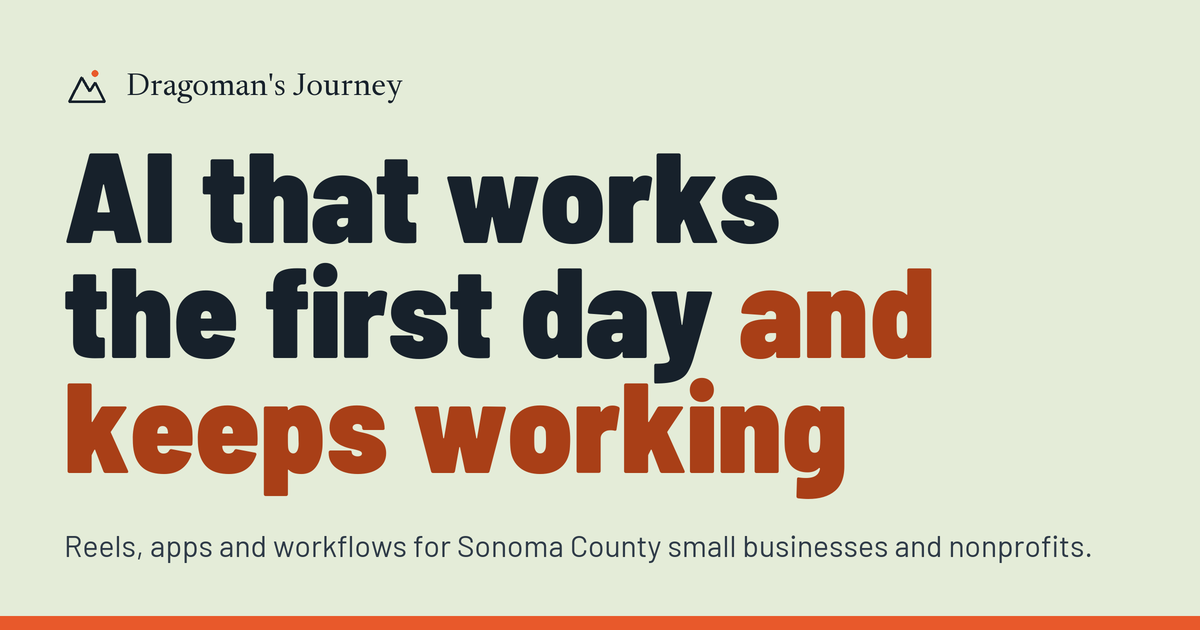 Dragoman's Journey
AI that works
the first day and
keeps working
Reels, apps and workflows for Sonoma County small businesses and nonprofits.